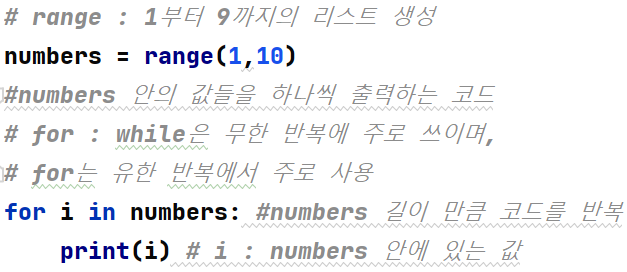 # range : 1부터 9까지의 리스트 생성
numbers = range(1,10)
#numbers 안의 값들을 하나씩 출력하는 코드
# for : while은 무한 반복에 주로 쓰이며,
# for는 유한 반복에서 주로 사용
for i in numbers: #numbers 길이 만큼 코드를 반복
    print(i) # i : numbers 안에 있는 값